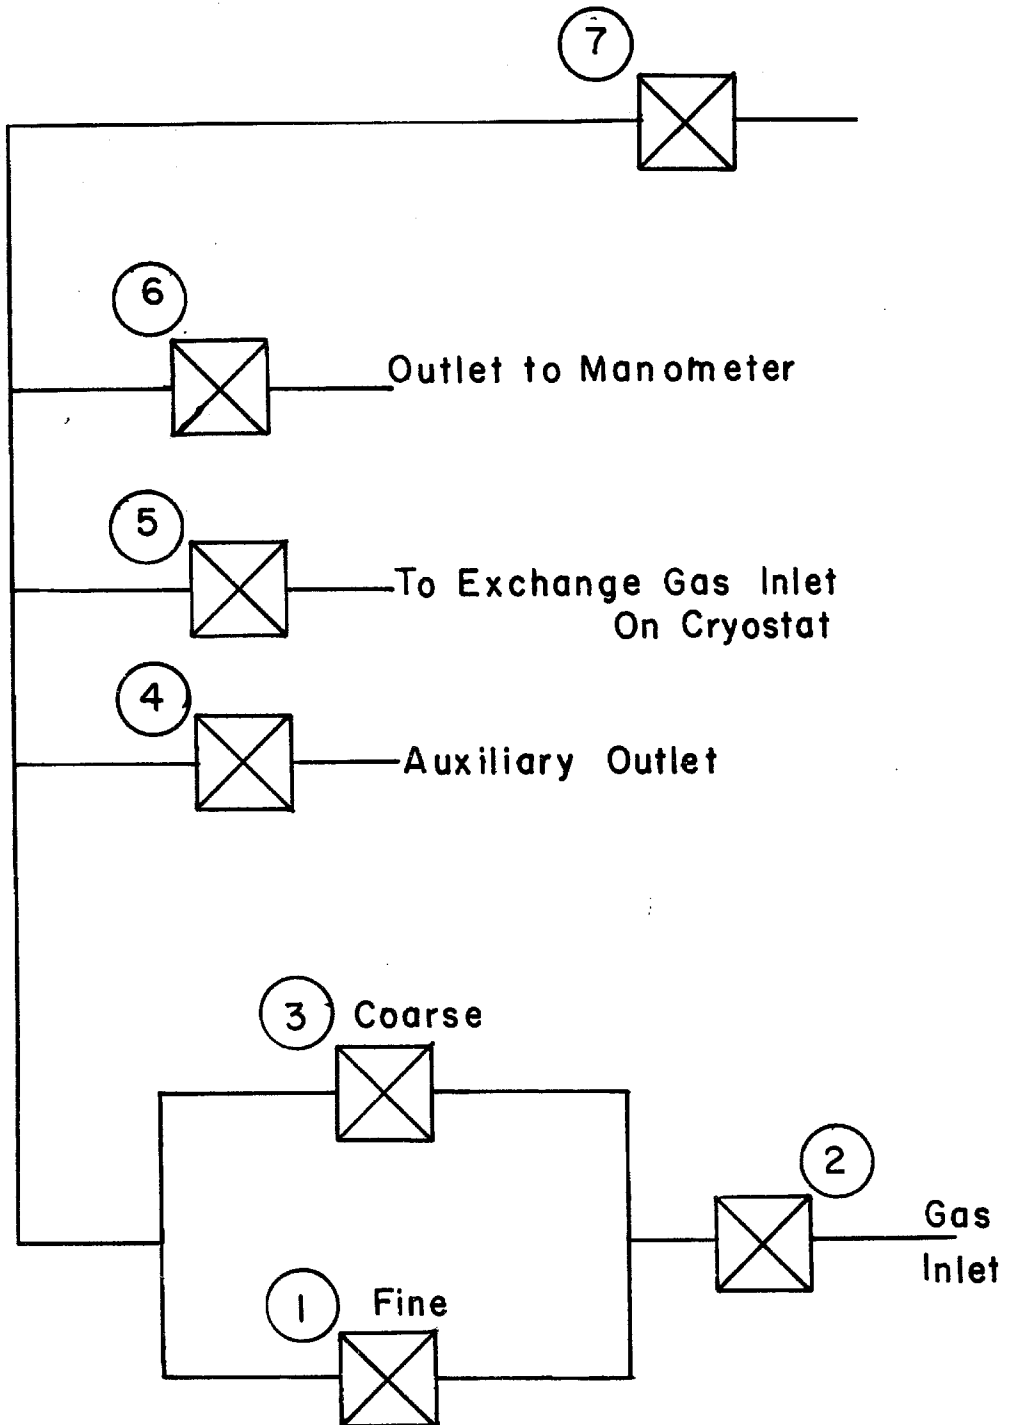 7
6
Outlet to Manometer
5
To Exchange Gas Inlet
On Cryostat
4
Auxiliary Outlet
3 Coarse
2
Gas
Inlet
1 Fine